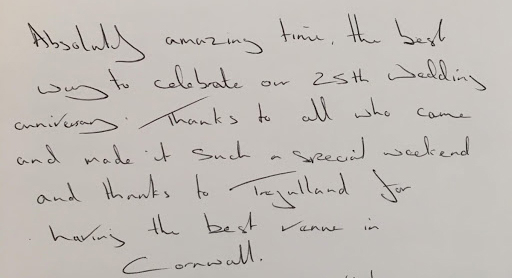 Absolutely amazing time, the best
way to celebrate our 25th wedding
anniversary. Thanks to all who came
and made it such a special weekend
and thanks to Tregulland for
having the best venue in
Cornwall.